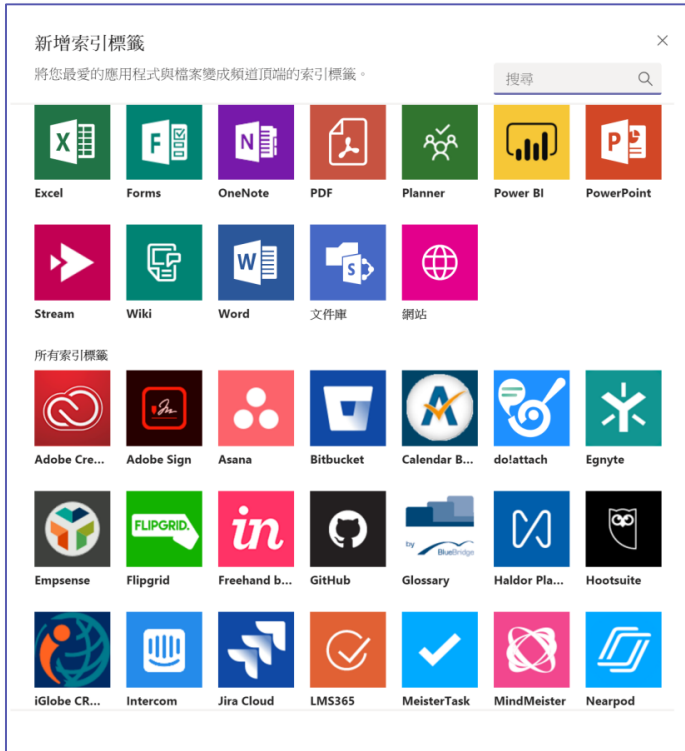 新增索引標籤
將您最愛的應用程式與檔案變成頻道頂端的索引標籤。
搜尋
Excel Forms OneNote PDF Planner Power BI PowerPoint
Stream Wiki Word 文件庫 網站
所有索引標籤
Adobe Cre... Adobe Sign Asana Bitbucket Calendar B... do!attach Egnyte
FLIPGRID. in by BlueBridge
Empsense Flipgrid Freehand b... GitHub Glossary Haldor Pla... Hootsuite
iGlobe CR... Intercom Jira Cloud LMS365 MeisterTask MindMeister Nearpod